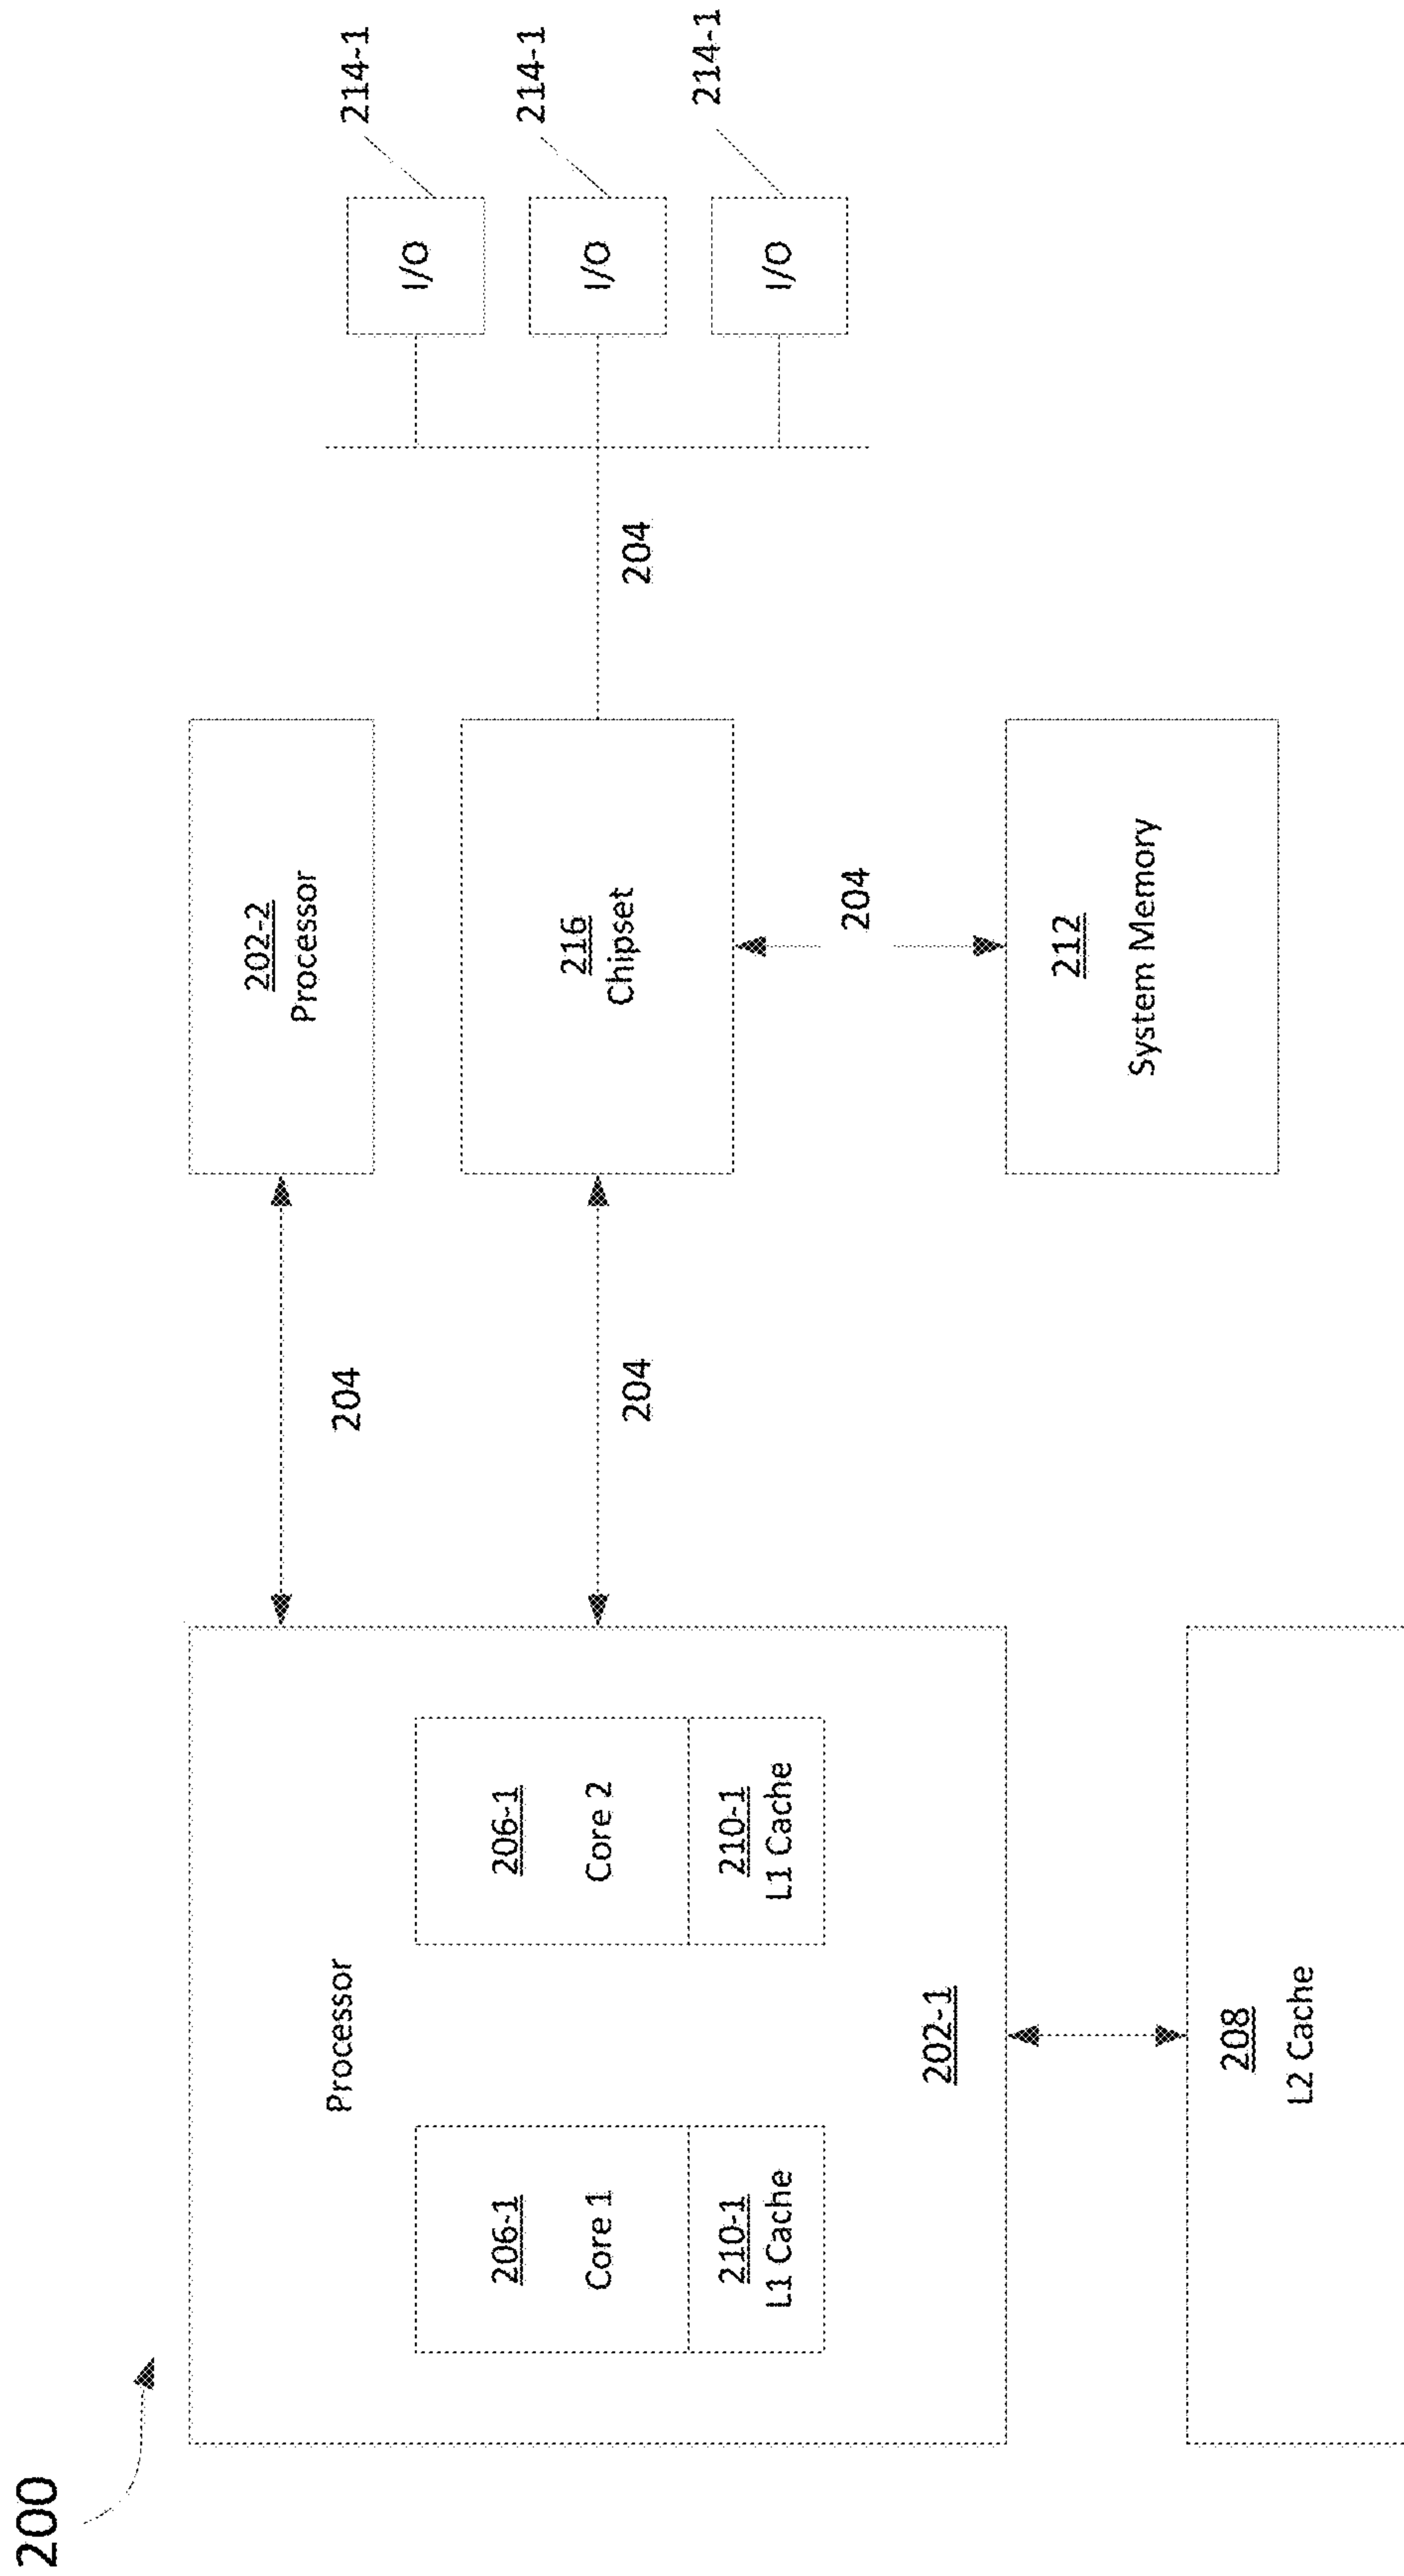 200
Processor
206-1
Core 1
210-1
L1 Cache
206-1
Core 2
210-1
L1 Cache
202-1
208
L2 Cache
204
204
202-2
Processor
216
Chipset
204
212
System Memory
204
I/O
214-1
I/O
214-1
I/O
214-1